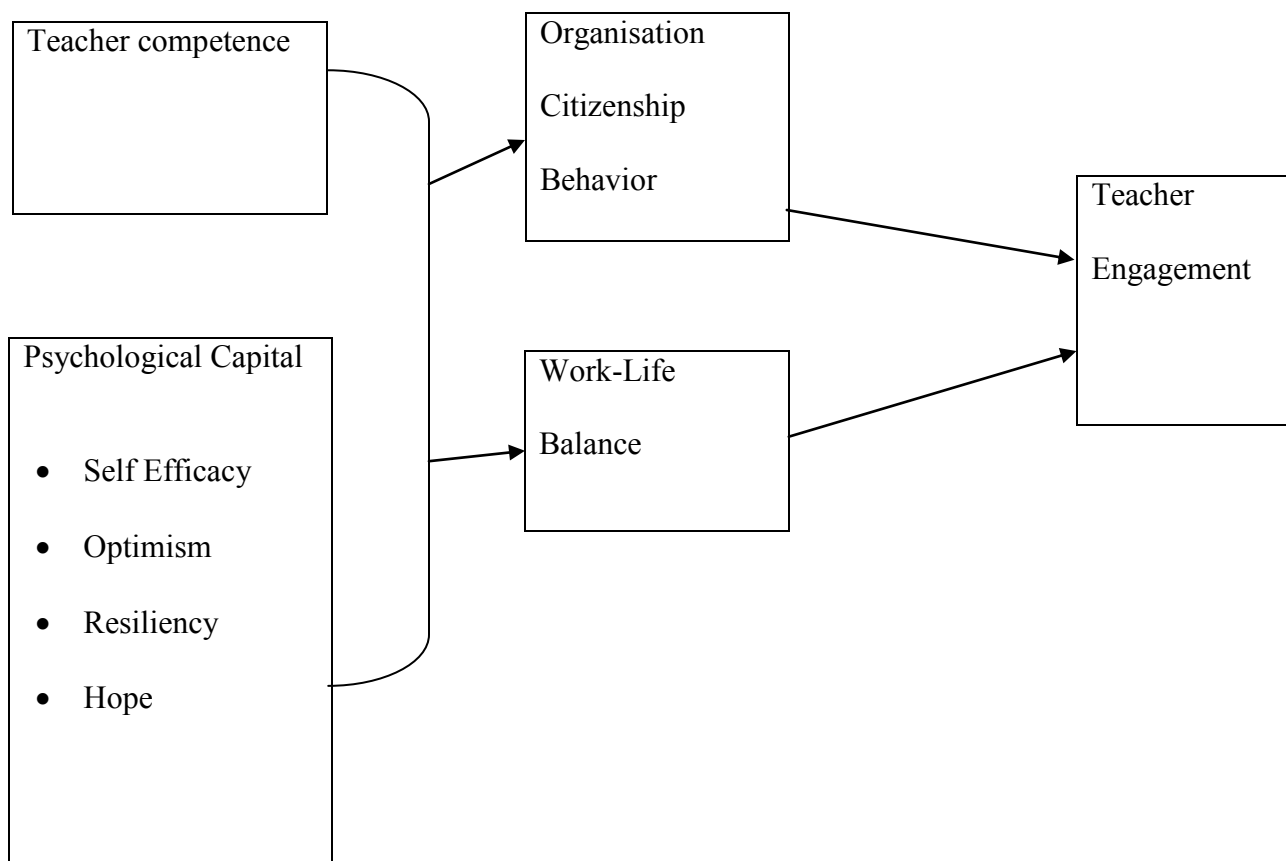 Teacher competence
Organisation
Citizenship
Behavior
Teacher
Engagement
Psychological Capital
• Self Efficacy
• Optimism
• Resiliency
• Hope
Work-Life
Balance